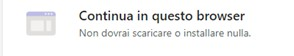 Continua in questo browser
Non dovrai scaricare o installare nulla.